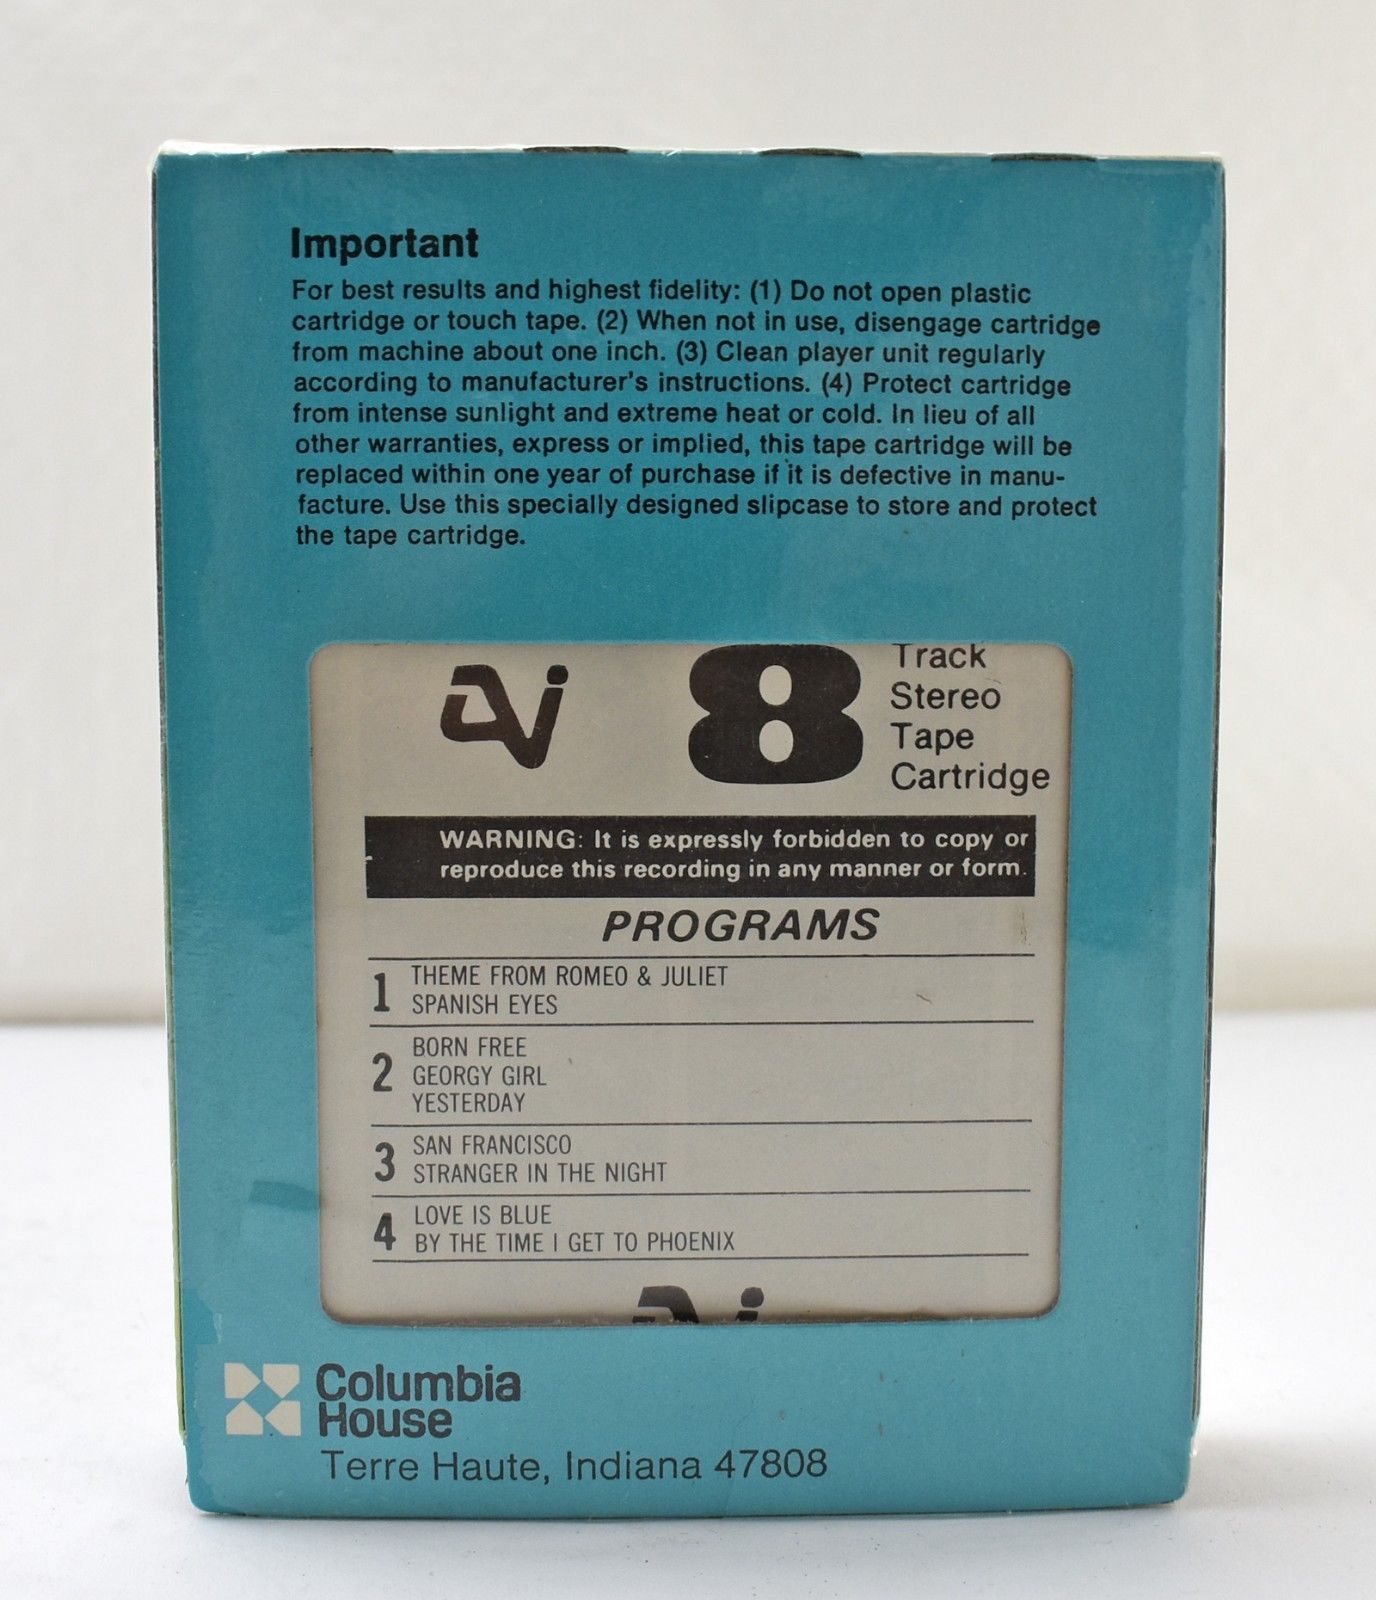 Important
For best results and highest fidelity: (1) Do not open plastic
cartridge or touch tape. (2) When not in use, disengage cartridge
from machine about one inch. (3) Clean player unit regularly
according to manufacturer's instructions. (4) Protect cartridge
from intense sunlight and extreme heat or cold. In lieu of all
other warranties, express or implied, this tape cartridge will be
replaced within one year of purchase if it is defective in manu-
facture. Use this specially designed slipcase to store and protect
the tape cartridge.
8
Track
Stereo
Tape
Cartridge
WARNING: It is expressly forbidden to copy or
reproduce this recording in any manner or form.
PROGRAMS
1
THEME FROM ROMEO & JULIET
SPANISH EYES
2
BORN FREE
GEORGY GIRL
YESTERDAY
3
SAN FRANCISCO
STRANGER IN THE NIGHT
4
LOVE IS BLUE
BY THE TIME I GET TO PHOENIX
Columbia
House
Terre Haute, Indiana 47808